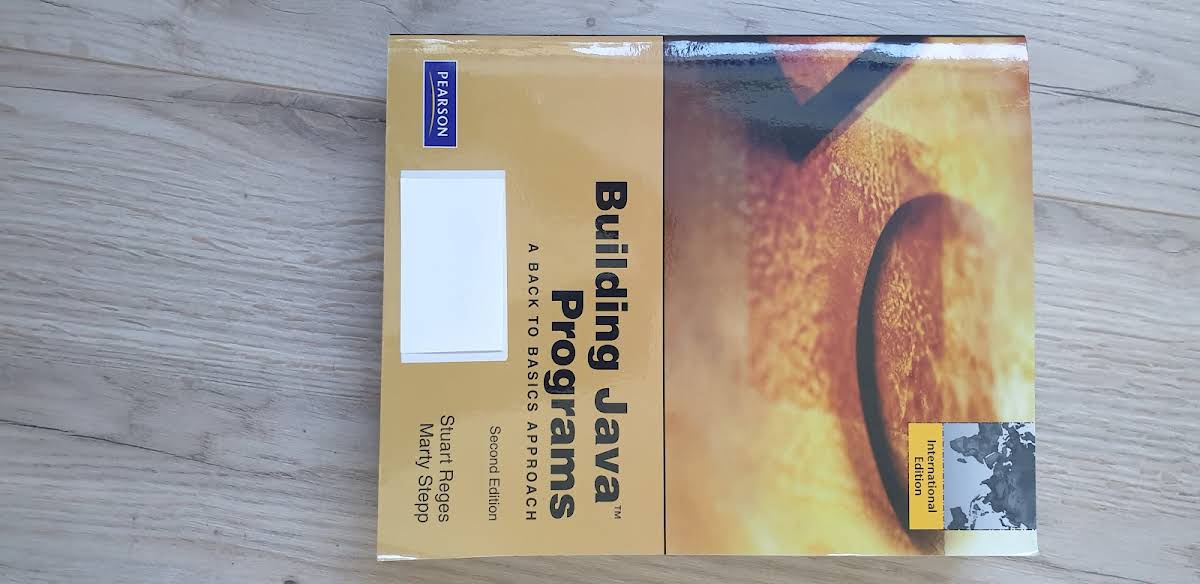 International
Edition
Building Java™
Programs
A BACK TO BASICS APPROACH
Second Edition
Stuart Reges
Marty Stepp
PEARSON